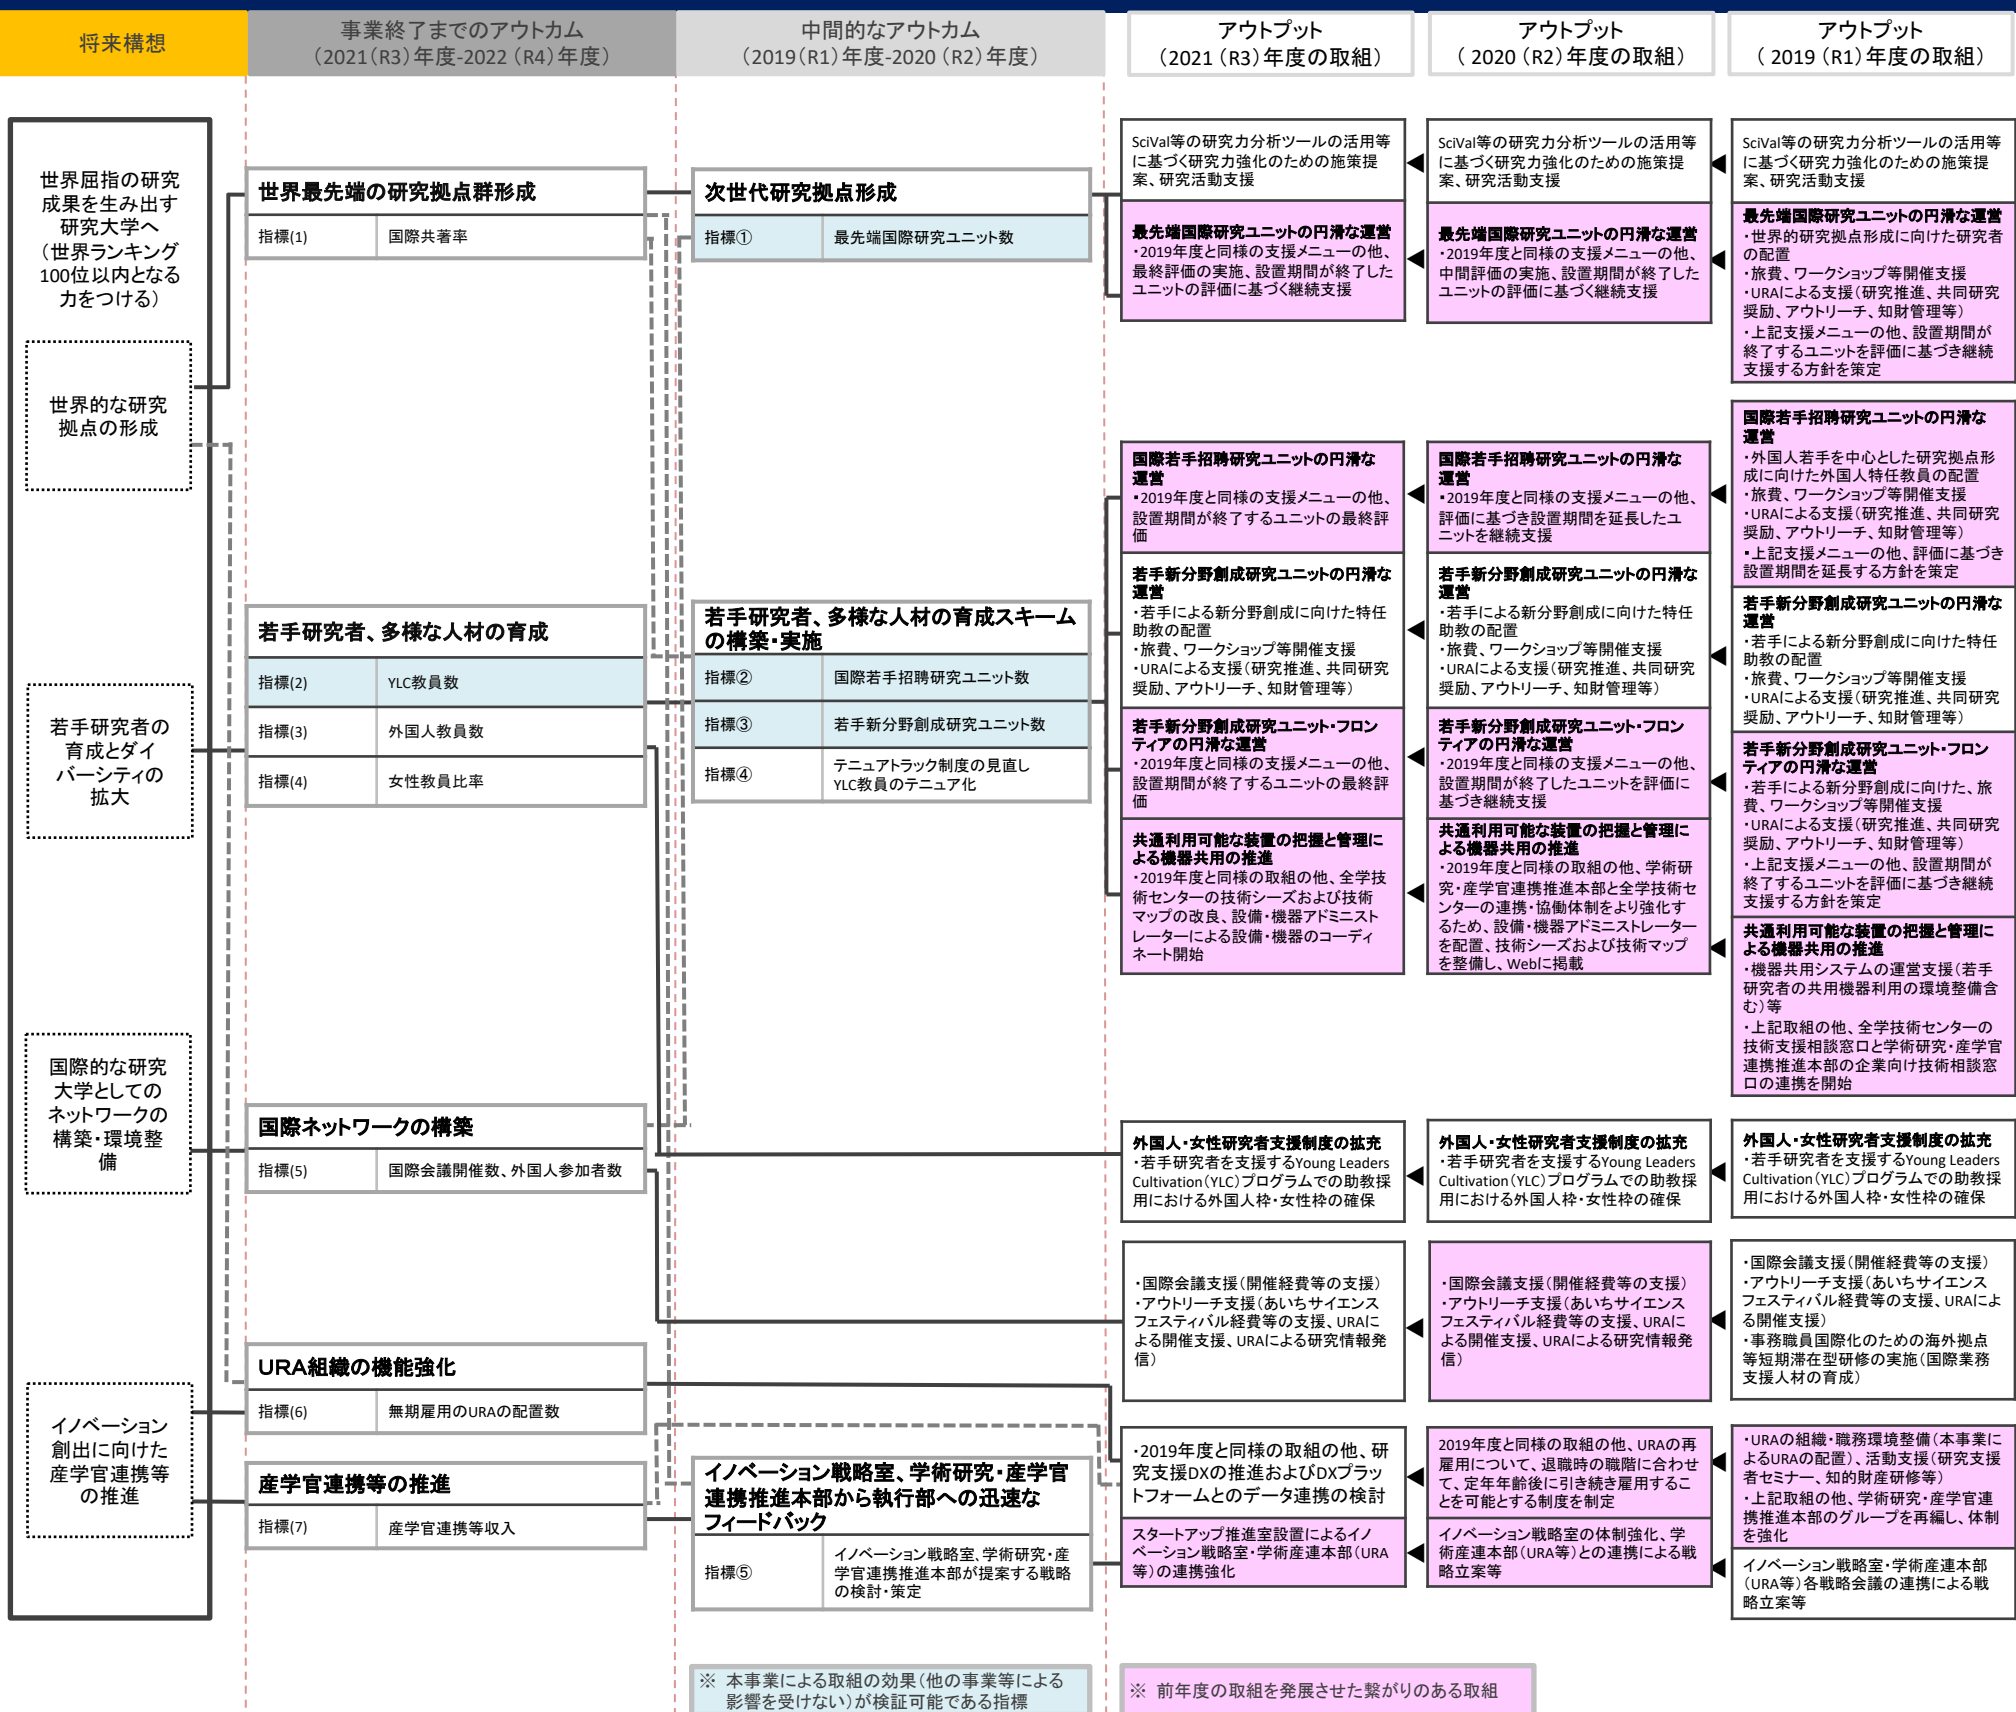 将来構想
事業終了までのアウトカム
（2021（R3）年度-2022（R4）年度）
中間的なアウトカム
（2019（R1）年度-2020（R2）年度）
アウトプット
（2021（R3）年度の取組）
アウトプット
（2020（R2）年度の取組）
アウトプット
（2019（R1）年度の取組）
世界屈指の研究
成果を生み出す
研究大学へ
（世界ランキング
100位以内となる
力をつける）
世界的な研究
拠点の形成
若手研究者の
育成とダイ
バーシティの
拡大
国際的な研究
大学としての
ネットワークの
構築・環境整
備
イノベーション
創出に向けた
産学官連携等
の推進
世界最先端の研究拠点群形成
指標(1)
国際共著率
若手研究者、多様な人材の育成
指標(2)
YLC教員数
指標(3)
外国人教員数
指標(4)
女性教員比率
国際ネットワークの構築
指標(5)
国際会議開催数、外国人参加者数
URA組織の機能強化
指標(6)
無期雇用のURAの配置数
産学官連携等の推進
指標(7)
産学官連携等収入
次世代研究拠点形成
指標①
最先端国際研究ユニット数
若手研究者、多様な人材の育成スキーム
の構築・実施
指標②
国際若手招聘研究ユニット数
指標③
若手新分野創成研究ユニット数
指標④
テニュアトラック制度の見直し
YLC教員のテニュア化
イノベーション戦略室、学術研究・産学官
連携推進本部から執行部への迅速な
フィードバック
指標⑤
イノベーション戦略室、学術研究・産
学官連携推進本部が提案する戦略
の検討・策定
SciVal等の研究力分析ツールの活用等
に基づく研究力強化のための施策提
案、研究活動支援
最先端国際研究ユニットの円滑な運営
・2019年度と同様の支援メニューの他、
最終評価の実施、設置期間が終了した
ユニットの評価に基づく継続支援
国際若手招聘研究ユニットの円滑な
運営
・2019年度と同様の支援メニューの他、
設置期間が終了するユニットの最終評
価
若手新分野創成研究ユニットの円滑な
運営
・若手による新分野創成に向けた特任
助教の配置
・旅費、ワークショップ等開催支援
・URAによる支援（研究推進、共同研究
奨励、アウトリーチ、知財管理等）
若手新分野創成研究ユニット・フロン
ティアの円滑な運営
・2019年度と同様の支援メニューの他、
設置期間が終了するユニットの最終評
価
共通利用可能な装置の把握と管理に
よる機器共用の推進
・2019年度と同様の取組の他、全学技
術センターの技術シーズおよび技術
マップの改良、設備・機器アドミニスト
レーターによる設備・機器のコーディ
ネート開始
外国人・女性研究者支援制度の拡充
・若手研究者を支援するYoung Leaders
Cultivation（YLC）プログラムでの助教採
用における外国人枠・女性枠の確保
・国際会議支援（開催経費等の支援）
・アウトリーチ支援（あいちサイエンス
フェスティバル経費等の支援、URAに
よる開催支援、URAによる研究情報発
信）
・2019年度と同様の取組の他、研
究支援DXの推進およびDXプラッ
トフォームとのデータ連携の検討
スタートアップ推進室設置によるイノ
ベーション戦略室・学術産連本部（URA
等）の連携強化
SciVal等の研究力分析ツールの活用等
に基づく研究力強化のための施策提
案、研究活動支援
最先端国際研究ユニットの円滑な運営
・2019年度と同様の支援メニューの他、
中間評価の実施、設置期間が終了した
ユニットの評価に基づく継続支援
国際若手招聘研究ユニットの円滑な
運営
・2019年度と同様の支援メニューの他、
評価に基づき設置期間を延長したユ
ニットを継続支援
若手新分野創成研究ユニットの円滑な
運営
・若手による新分野創成に向けた特任
助教の配置
・旅費、ワークショップ等開催支援
・URAによる支援（研究推進、共同研究
奨励、アウトリーチ、知財管理等）
若手新分野創成研究ユニット・フロン
ティアの円滑な運営
・2019年度と同様の支援メニューの他、
設置期間が終了したユニットを評価に
基づき継続支援
共通利用可能な装置の把握と管理に
よる機器共用の推進
・2019年度と同様の取組の他、学術研
究・産学官連携推進本部と全学技術セ
ンターの連携・協働体制をより強化す
るため、設備・機器アドミニストレーター
を配置、技術シーズおよび技術マップ
を整備し、Webに掲載
外国人・女性研究者支援制度の拡充
・若手研究者を支援するYoung Leaders
Cultivation（YLC）プログラムでの助教採
用における外国人枠・女性枠の確保
・国際会議支援（開催経費等の支援）
・アウトリーチ支援（あいちサイエンス
フェスティバル経費等の支援、URAに
よる開催支援、URAによる研究情報発
信）
2019年度と同様の取組の他、URAの再
雇用について、退職時の職階に合わせ
て、定年年齢後に引き続き雇用するこ
とを可能とする制度を制定
イノベーション戦略室の体制強化、学
術産連本部（URA等）との連携による戦
略立案等
SciVal等の研究力分析ツールの活用等
に基づく研究力強化のための施策提
案、研究活動支援
最先端国際研究ユニットの円滑な運営
・世界的研究拠点形成に向けた研究者
の配置
・旅費、ワークショップ等開催支援
・URAによる支援（研究推進、共同研究
奨励、アウトリーチ、知財管理等）
・上記支援メニューの他、設置期間が
終了するユニットを評価に基づき継続
支援する方針を策定
国際若手招聘研究ユニットの円滑な
運営
・外国人若手を中心とした研究拠点形
成に向けた外国人特任教員の配置
・旅費、ワークショップ等開催支援
・URAによる支援（研究推進、共同研究
奨励、アウトリーチ、知財管理等）
・上記支援メニューの他、評価に基づき
設置期間を延長する方針を策定
若手新分野創成研究ユニットの円滑な
運営
・若手による新分野創成に向けた特任
助教の配置
・旅費、ワークショップ等開催支援
・URAによる支援（研究推進、共同研究
奨励、アウトリーチ、知財管理等）
若手新分野創成研究ユニット・フロン
ティアの円滑な運営
・若手による新分野創成に向けた、旅
費、ワークショップ等開催支援
・URAによる支援（研究推進、共同研究
奨励、アウトリーチ、知財管理等）
・上記支援メニューの他、設置期間が
終了するユニットを評価に基づき継続
支援する方針を策定
共通利用可能な装置の把握と管理に
よる機器共用の推進
・機器共用システムの運営支援（若手
研究者の共用機器利用の環境整備含
む）等
・上記取組の他、全学技術センターの
技術支援相談窓口と学術研究・産学官
連携推進本部の企業向け技術相談窓
口の連携を開始
外国人・女性研究者支援制度の拡充
・若手研究者を支援するYoung Leaders
Cultivation（YLC）プログラムでの助教採
用における外国人枠・女性枠の確保
・国際会議支援（開催経費等の支援）
・アウトリーチ支援（あいちサイエンス
フェスティバル経費等の支援、URAによ
る開催支援）
・事務職員国際化のための海外拠点
等短期滞在型研修の実施（国際業務
支援人材の育成）
・URAの組織・職務環境整備（本事業に
よるURAの配置）、活動支援（研究支援
者セミナー、知的財産研修等）
・上記取組の他、学術研究・産学官連
携推進本部のグループを再編し、体制
を強化
イノベーション戦略室・学術産連本部
（URA等）各戦略会議の連携による戦
略立案等
※ 本事業による取組の効果（他の事業等による
影響を受けない）が検証可能である指標
※ 前年度の取組を発展させた繋がりのある取組